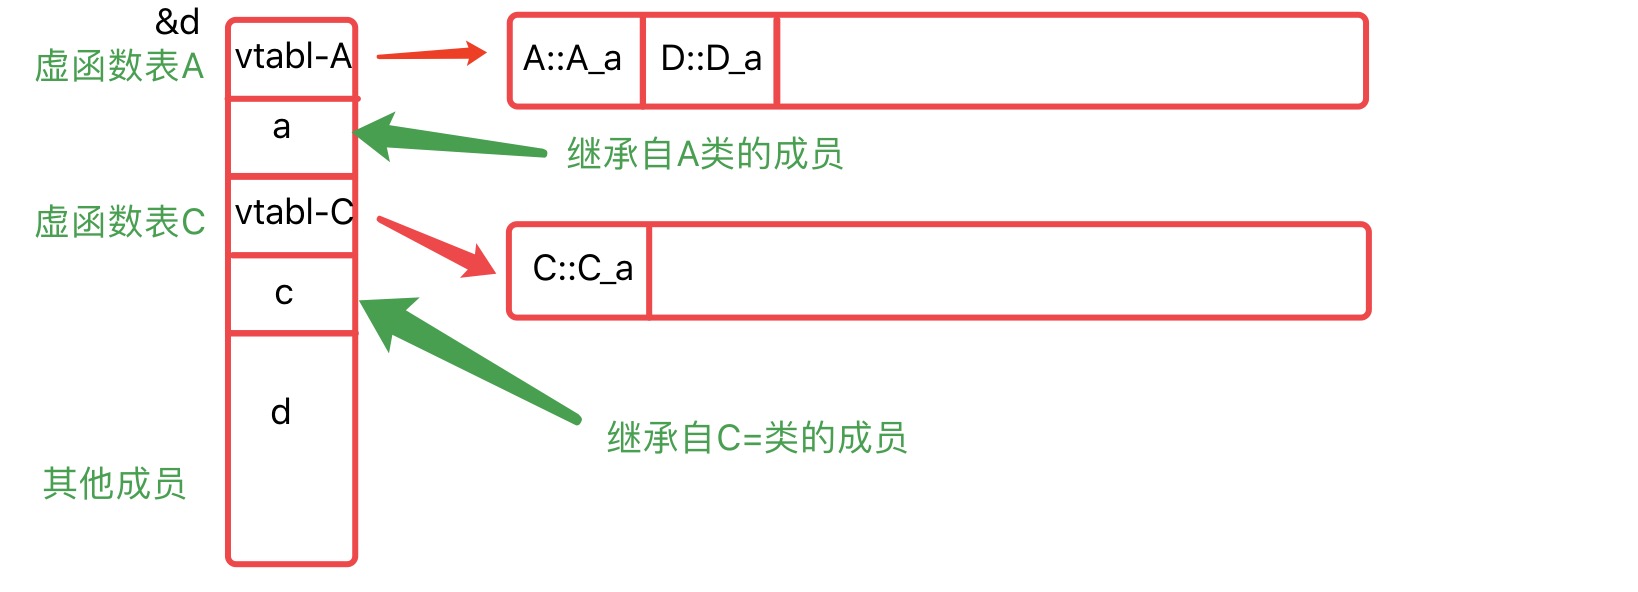 &d
虚函数表A
vtabl-A
A::A_a
D::D_a
a
继承自A类的成员
虚函数表C
vtabl-C
C::C_a
c
d
继承自C=类的成员
其他成员